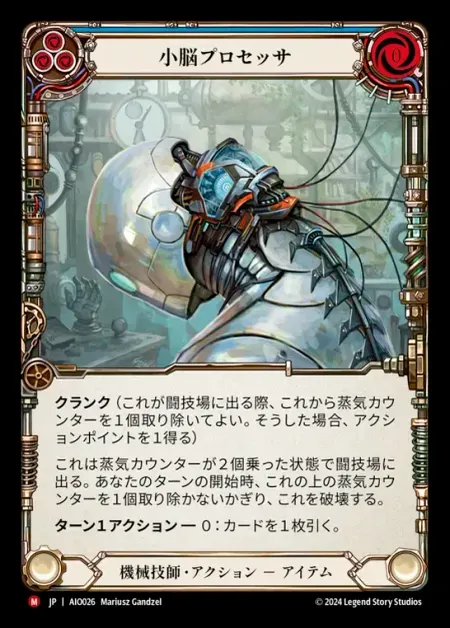 小脳プロセッサ
0
クランク（これが闘技場に出る際、これから蒸気カウ
ンターを１個取り除いてよい。そうした場合、アク
ションポイントを１得る）
これは蒸気カウンターが２個乗った状態で闘技場に
出る。あなたのターンの開始時、これの上の蒸気カウ
ンターを１個取り除かないかぎり、これを破壊する。
ターン１アクション ー ０：カードを１枚引く。
機械技師・アクション ー アイテム
M JP | AIO026 Mariusz Gandzel © 2024 Legend Story Studios